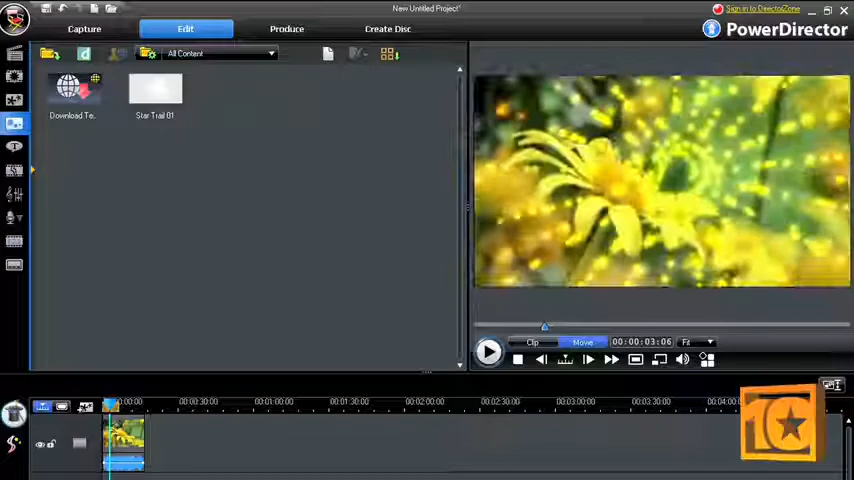 New Untitled Project*
Sign in to DirectorZone
Capture
Edit
Produce
Create Disc
PowerDirector
All Content
Download Te..
Star Trail 01
Clip
Movie
00:00:03:06
Fit
00:00:00
00:00:30:00
00:01:00:00
00:01:30:00
00:02:00:00
00:02:30:00
00:03:00:00
00:03:30:00